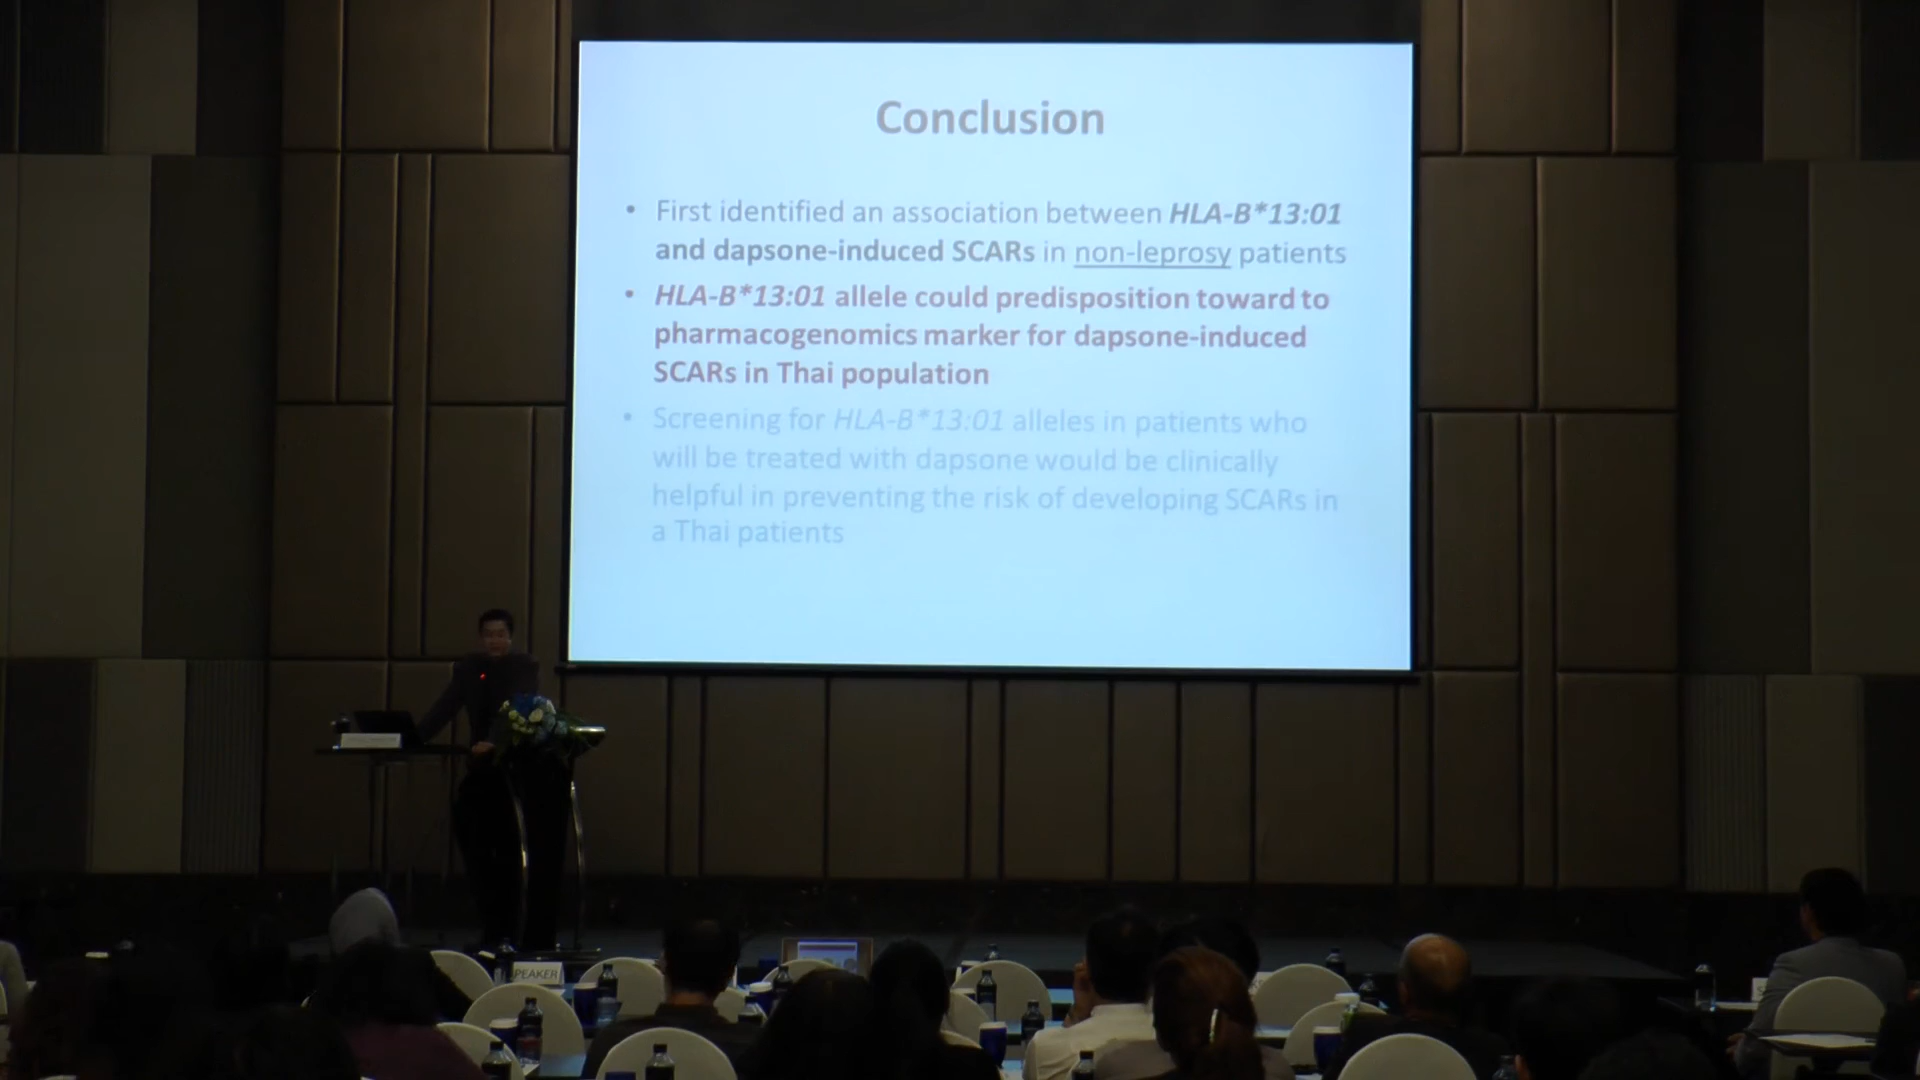 Conclusion
• First identified an association between HLA-B*13:01
and dapsone-induced SCARs in non-leprosy patients
• HLA-B*13:01 allele could predisposition toward to
pharmacogenomics marker for dapsone-induced
SCARs in Thai population
• Screening for HLA-B*13:01 alleles in patients who
will be treated with dapsone would be clinically
helpful in preventing the risk of developing SCARs in
a Thai patients
SPEAKER